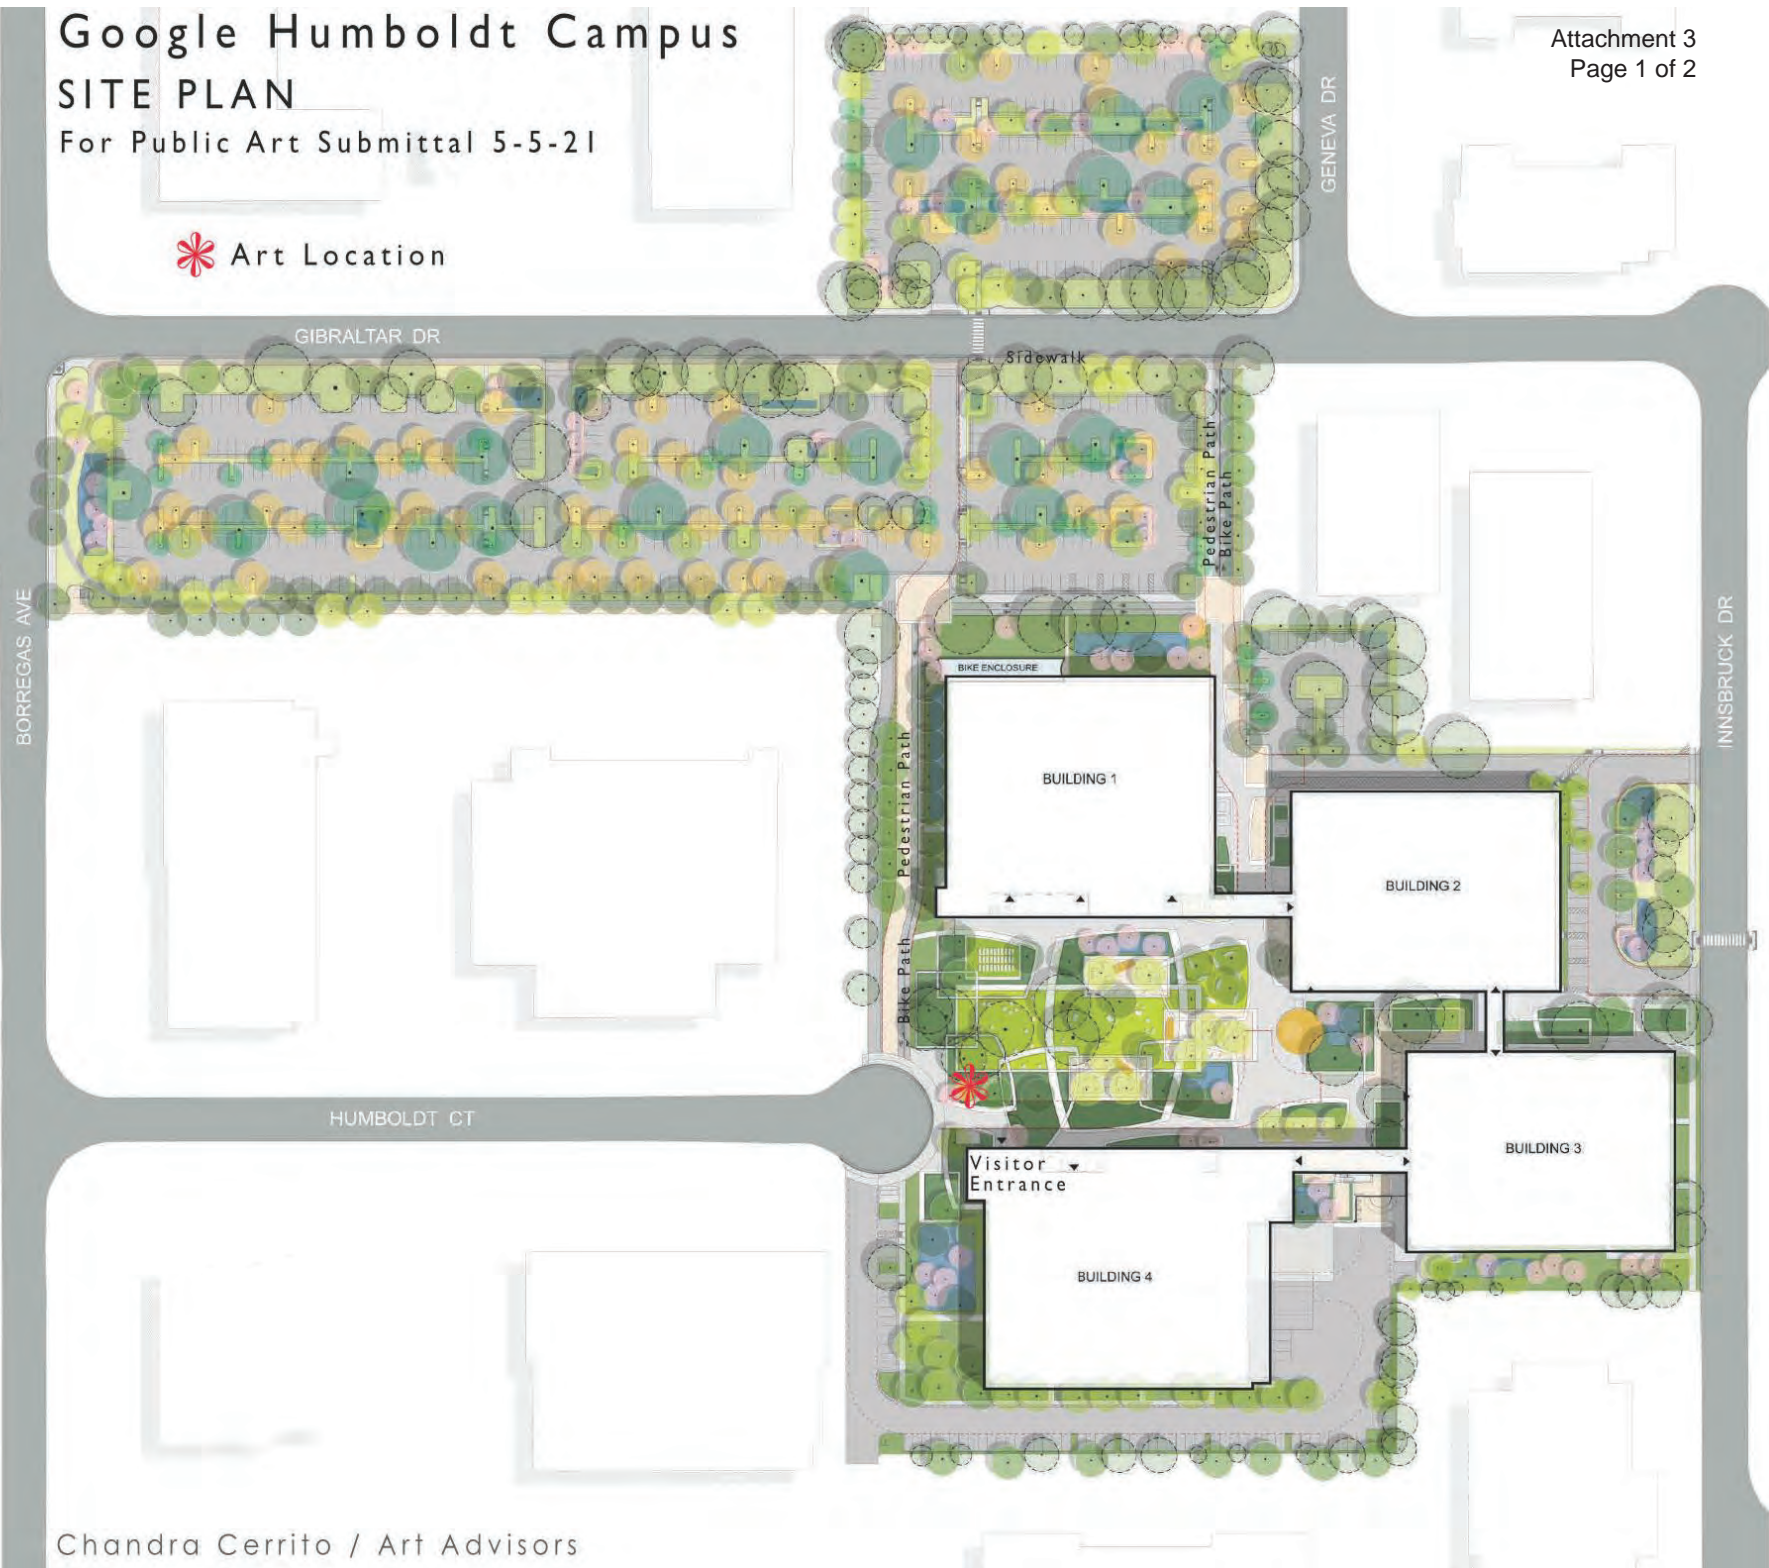 Google Humboldt Campus
SITE PLAN
For Public Art Submittal 5-5-21
Attachment 3
Page 1 of 2
Art Location
GENEVA DR
GIBRALTAR DR
Sidewalk
Pedestrian Path
Bike Path
BORREGAS AVE
INNSBRUCK DR
BIKE ENCLOSURE
BUILDING 1
Pedestrian Path
BUILDING 2
Bike Path
HUMBOLDT CT
BUILDING 3
Visitor
Entrance
BUILDING 4
Chandra Cerrito / Art Advisors